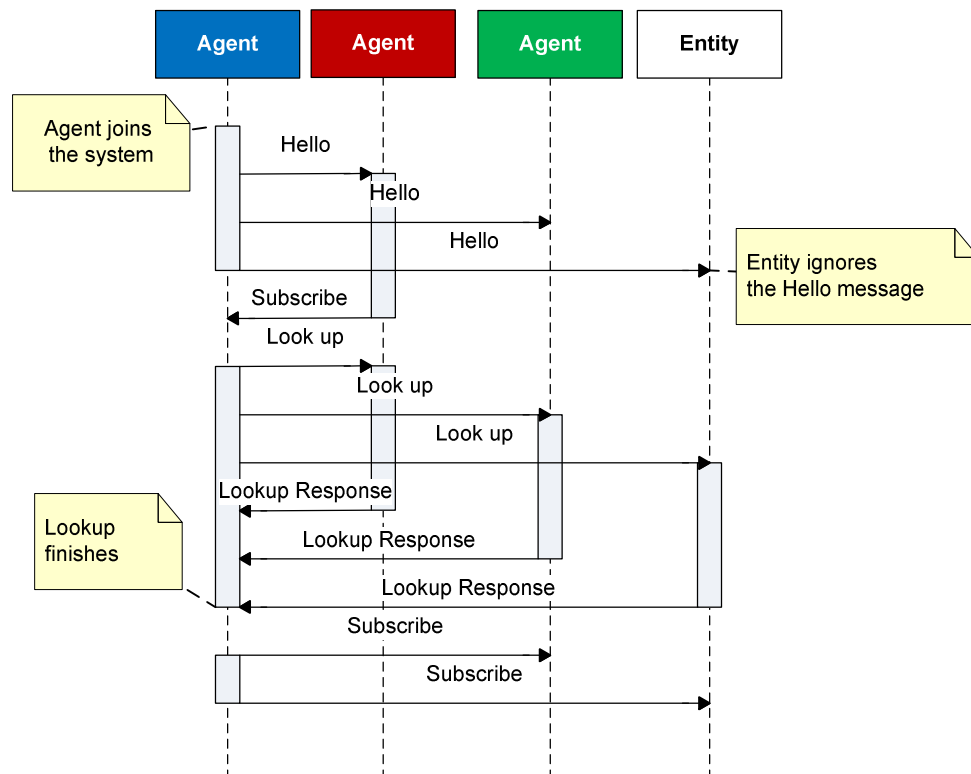 Agent
Agent
Agent
Entity
Agent joins
the system
Hello
Hello
Hello
Entity ignores
the Hello message
Subscribe
Look up
Look up
Look up
Lookup Response
Lookup
finishes
Lookup Response
Lookup Response
Subscribe
Subscribe